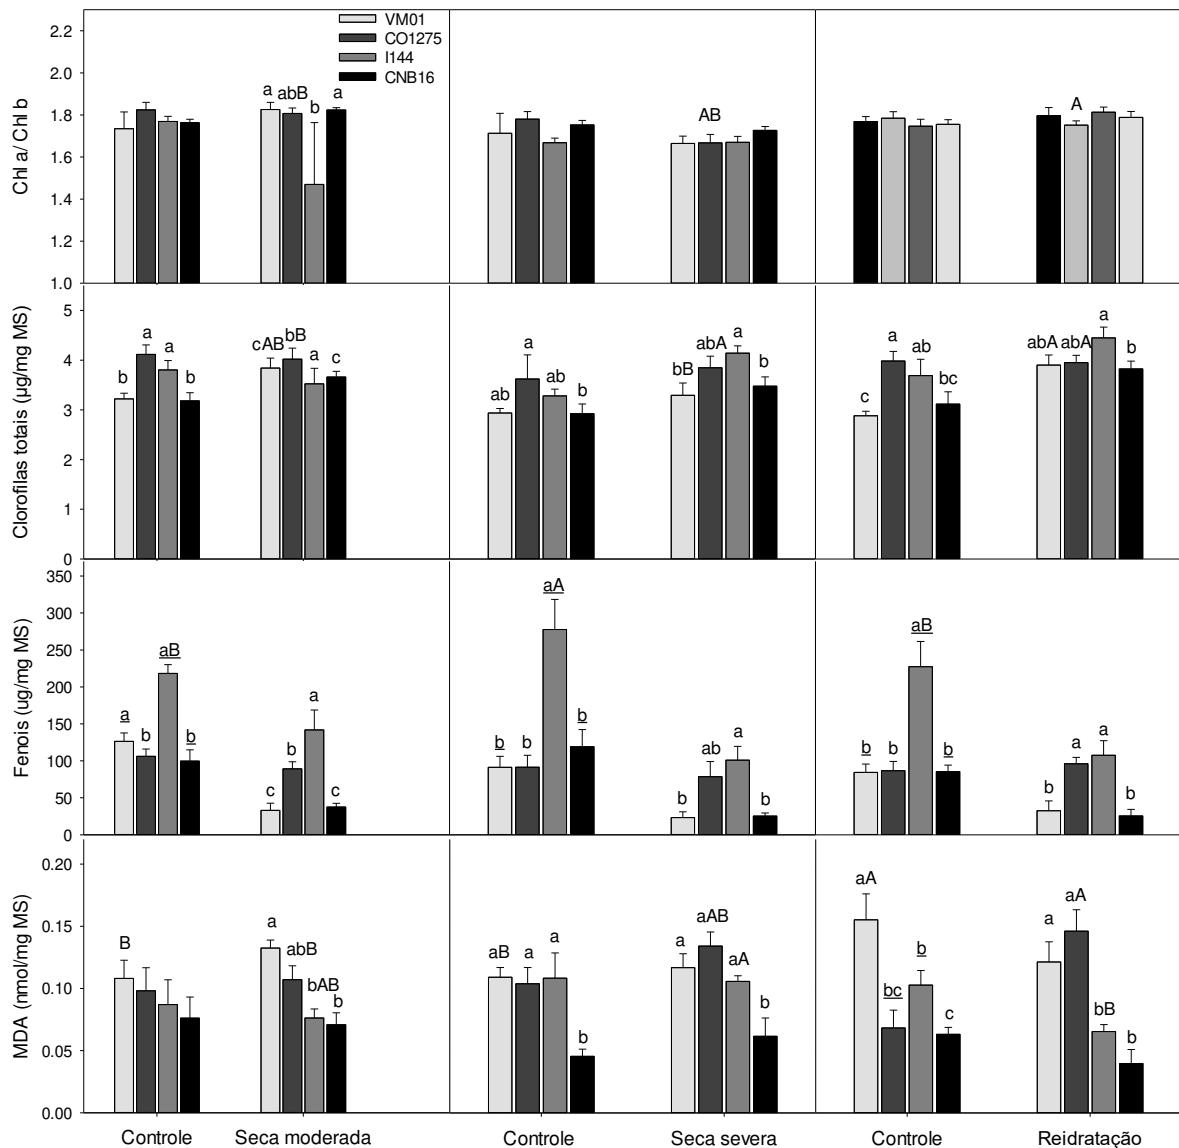 VM01
CO1275
I144
CNB16
Chl a/ Chl b
2.2
2.0
1.8
1.6
1.4
1.2
1.0
a abB b a
AB
A
Clorofilas totais (µg/mg MS)
5
4
3
2
1
0
b a a b
cAB bB a c
ab a ab b
bB abA a b
c a ab bc
abA abA a b
Fenois (ug/mg MS)
350
300
250
200
150
100
50
0
a b aB b
c b a c
b b aA b
b ab a b
b b aB b
b a a b
MDA (nmol/mg MS)
0.20
0.15
0.10
0.05
0.00
B
a abB bAB b
aB a a b
a aAB aA b
aA bc b c
a aA bB b
Controle Seca moderada Controle Seca severa Controle Reidratação